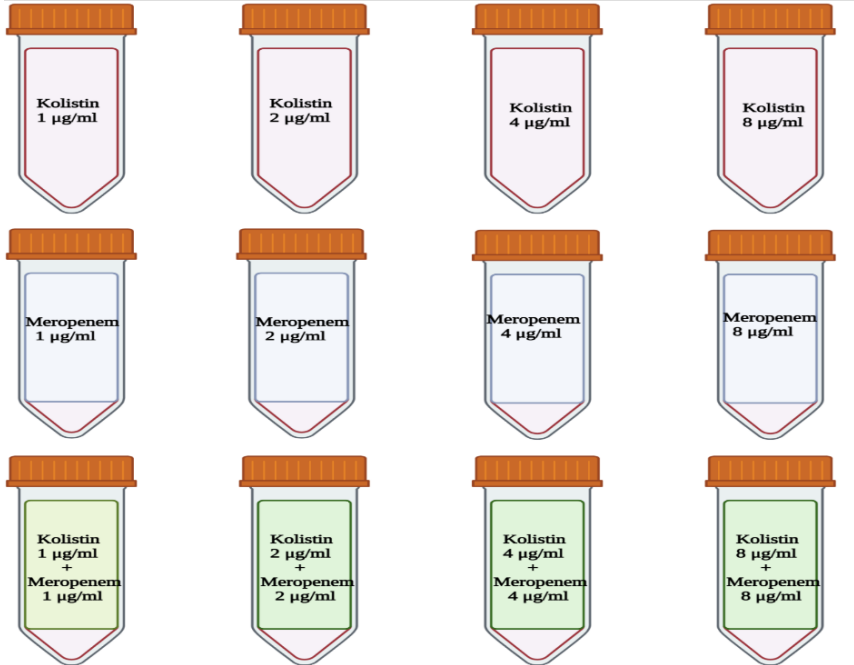 Kolistin
1 µg/ml
Kolistin
2 µg/ml
Kolistin
4 µg/ml
Kolistin
8 µg/ml
Meropenem
1 µg/ml
Meropenem
2 µg/ml
Meropenem
4 µg/ml
Meropenem
8 µg/ml
Kolistin
1 µg/ml
+
Meropenem
1 µg/ml
Kolistin
2 µg/ml
+
Meropenem
2 µg/ml
Kolistin
4 µg/ml
+
Meropenem
4 µg/ml
Kolistin
8 µg/ml
+
Meropenem
8 µg/ml